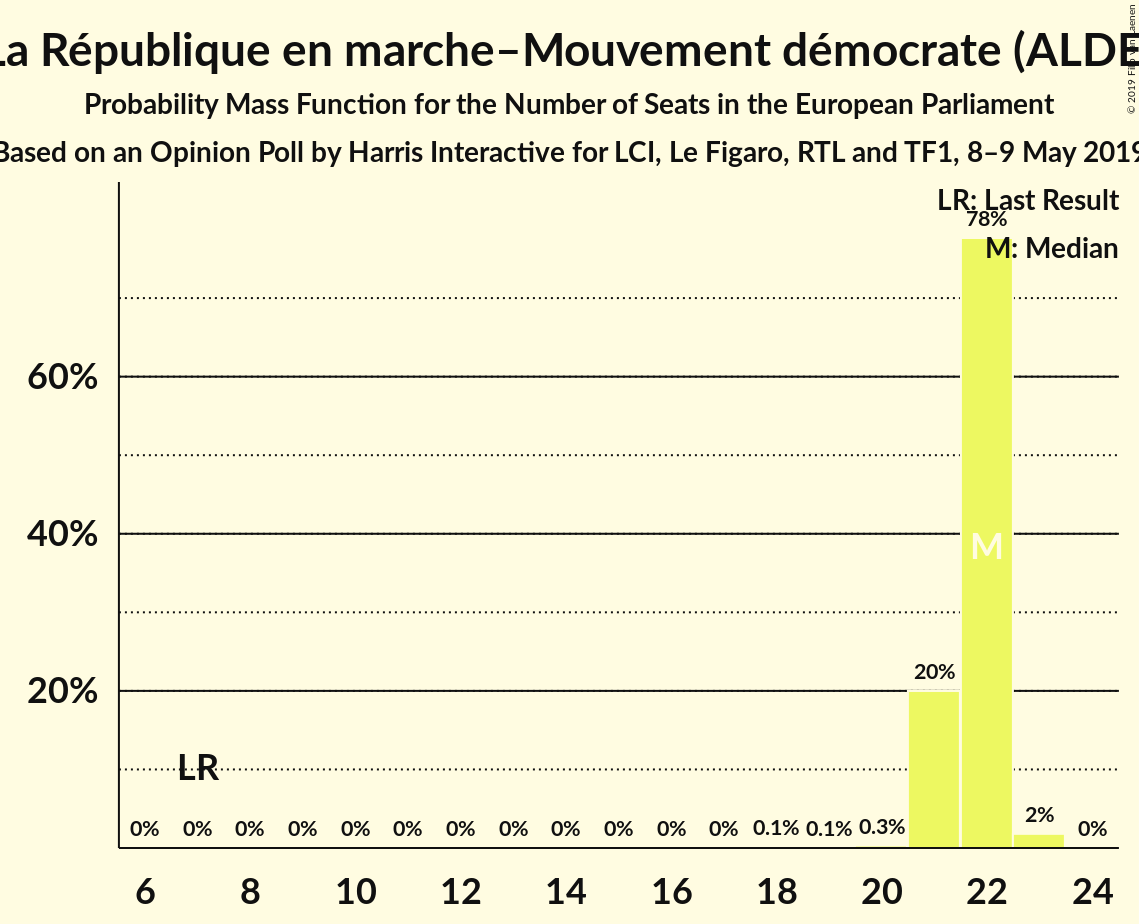 La République en marche–Mouvement démocrate (ALDE
Probability Mass Function for the Number of Seats in the European Parliament
Based on an Opinion Poll by Harris Interactive for LCI, Le Figaro, RTL and TF1, 8–9 May 2019
© 2019 Filip van Laenen
LR: Last Result
M: Median
78%
60%
40%
20%
M
20%
LR
0% 0% 0% 0% 0% 0% 0% 0% 0% 0% 0% 0% 0.1% 0.1% 0.3% 2% 0%
6 8 10 12 14 16 18 20 22 24